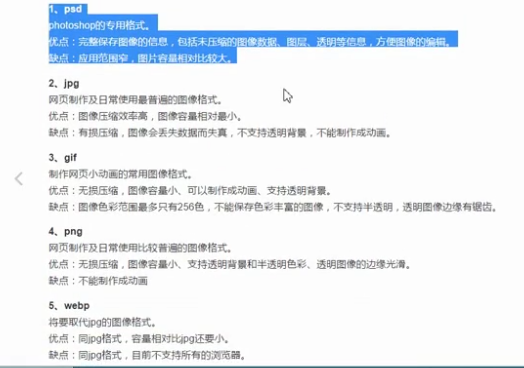 1、psd
photoshop的专用格式。
优点：完整保存图像的信息，包括未压缩的图像数据、图层、透明等信息，方便图像的编辑。
缺点：应用范围窄，图片容量相对比较大。
2、jpg
网页制作及日常使用最普遍的图像格式。
优点：图像压缩效率高，图像容量相对最小。
缺点：有损压缩，图像会丢失数据而失真，不支持透明背景，不能制作成动画。
3、gif
制作网页小动画的常用图像格式。
优点：无损压缩，图像容量小、可以制作成动画、支持透明背景。
缺点：图像色彩范围最多只有256色，不能保存色彩丰富的图像，不支持半透明，透明图像边缘有锯齿。
4、png
网页制作及日常使用比较普遍的图像格式。
优点：无损压缩，图像容量小、支持透明背景和半透明色彩、透明图像的边缘光滑。
缺点：不能制作成动画
5、webp
将要取代jpg的图像格式。
优点：同jpg格式，容量相对比jpg还要小。
缺点：同jpg格式，目前不支持所有的浏览器。